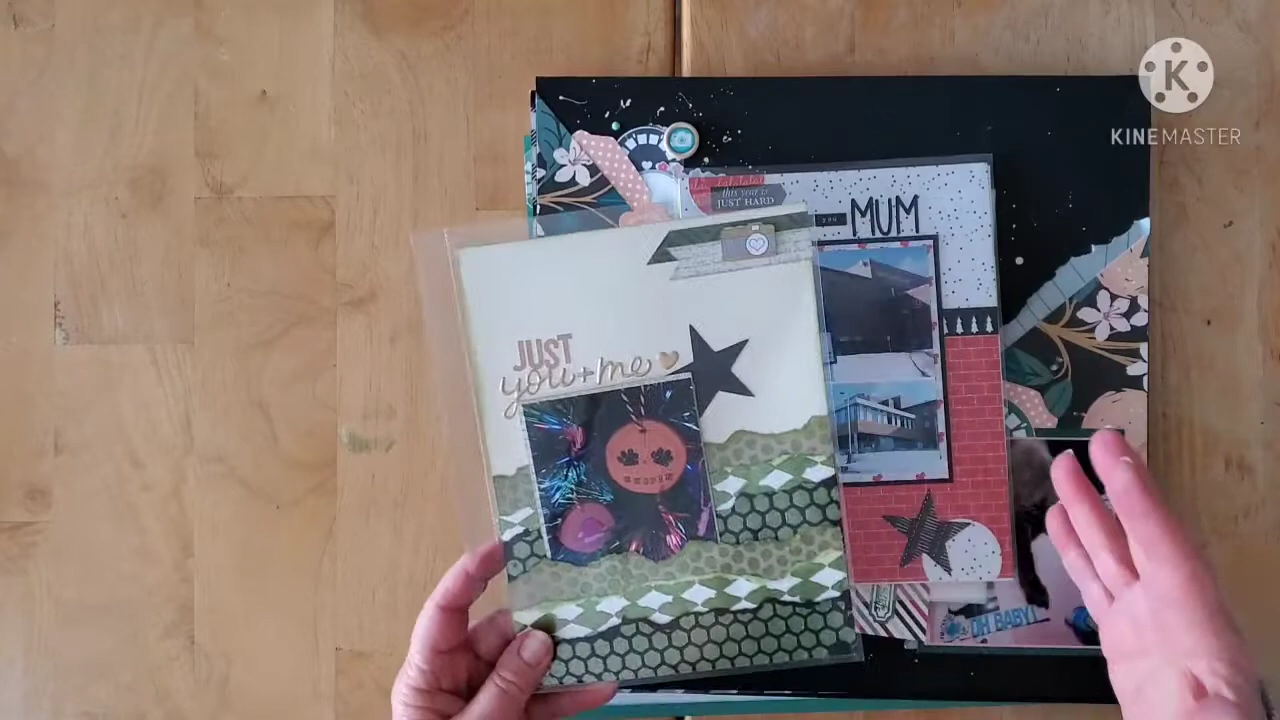 K
KINEMASTER
this year is
JUST HARD
MUM
JUST
you+me
OH BABY!